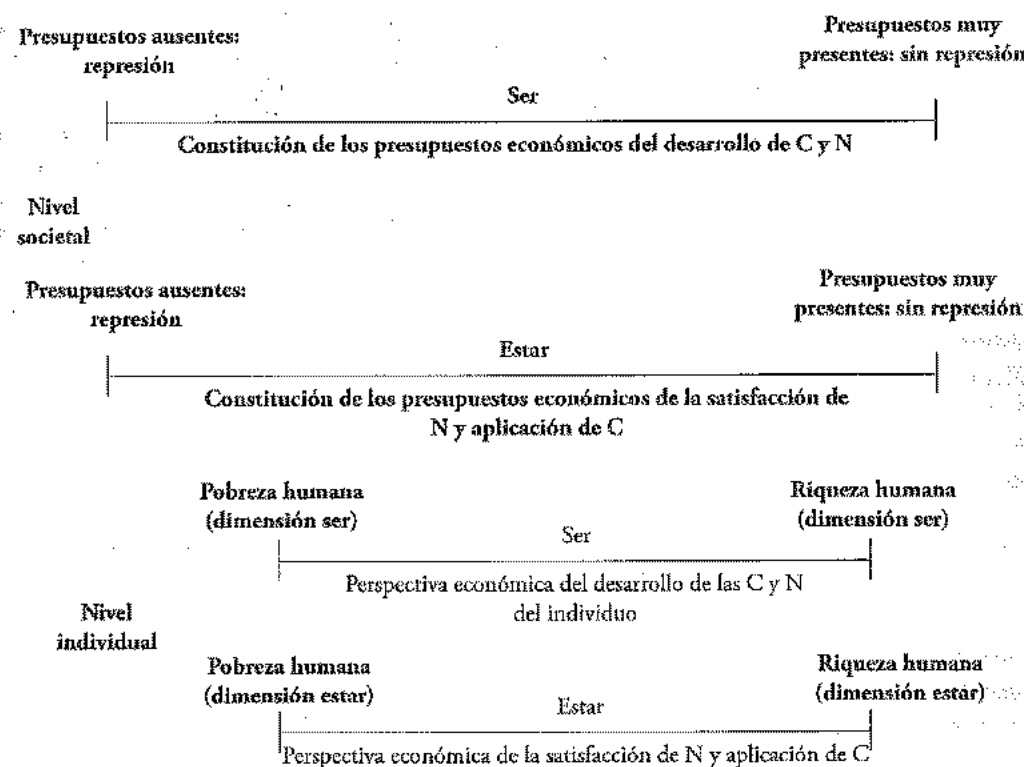 Presupuestos ausentes:
represión
Presupuestos muy
presentes: sin represión
Ser
Constitución de los presupuestos económicos del desarrollo de C y N
Nivel
societal
Presupuestos ausentes:
represión
Presupuestos muy
presentes: sin represión
Estar
Constitución de los presupuestos económicos de la satisfacción de
N y aplicación de C
Pobreza humana
(dimensión ser)
Riqueza humana
(dimensión ser)
Ser
Perspectiva económica del desarrollo de las C y N
del individuo
Nivel
individual
Pobreza humana
(dimensión estar)
Riqueza humana
(dimensión estar)
Estar
Perspectiva económica de la satisfacción de N y aplicación de C